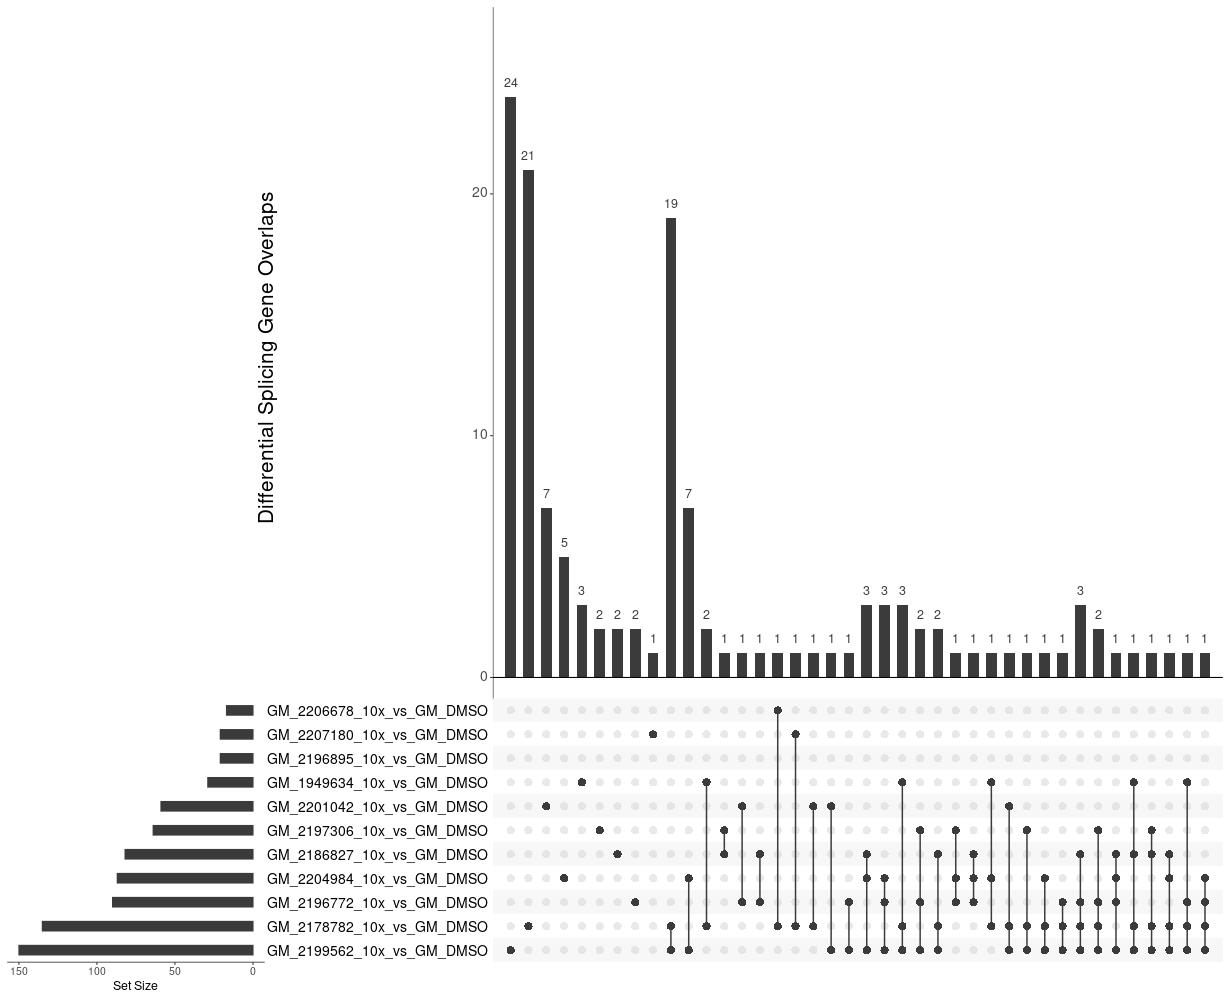 24
21
20
19
Differential Splicing Gene Overlaps
10
7 7
5
3 3 3 3 3
2 2 2 2 2 2 2
1 1 1 1 1 1 1 1 1 1 1 1 1 1 1 1 1 1 1 1 1 1
0
GM_2206678_10x_vs_GM_DMSO
GM_2207180_10x_vs_GM_DMSO
GM_2196895_10x_vs_GM_DMSO
GM_1949634_10x_vs_GM_DMSO
GM_2201042_10x_vs_GM_DMSO
GM_2197306_10x_vs_GM_DMSO
GM_2186827_10x_vs_GM_DMSO
GM_2204984_10x_vs_GM_DMSO
GM_2196772_10x_vs_GM_DMSO
GM_2178782_10x_vs_GM_DMSO
GM_2199562_10x_vs_GM_DMSO
150 100 50 0
Set Size